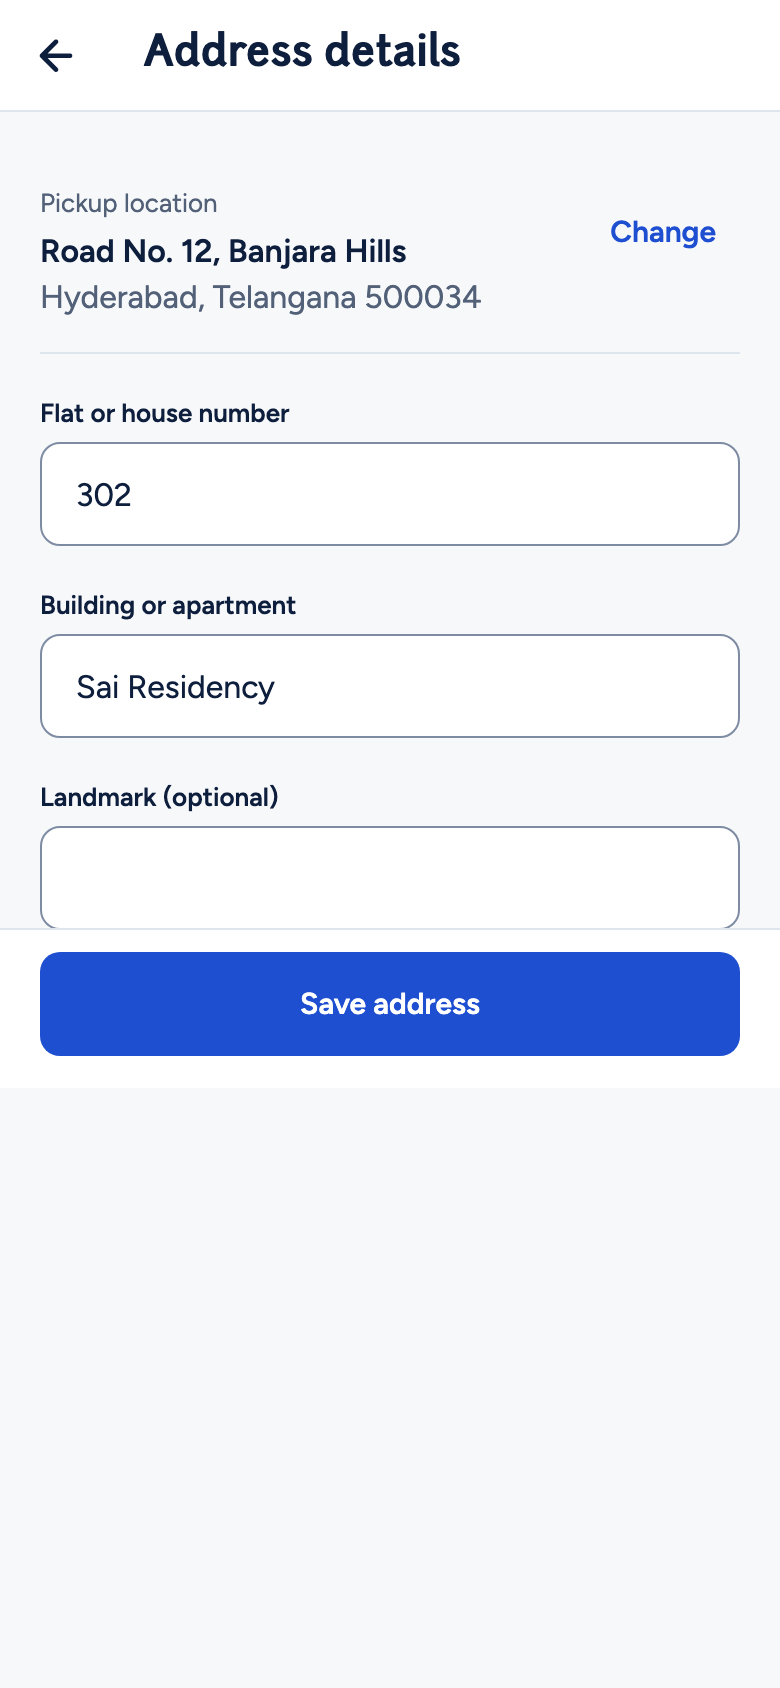 Address details
Pickup location
Road No. 12, Banjara Hills
Hyderabad, Telangana 500034
Change
Flat or house number
302
Building or apartment
Sai Residency
Landmark (optional)
Save address